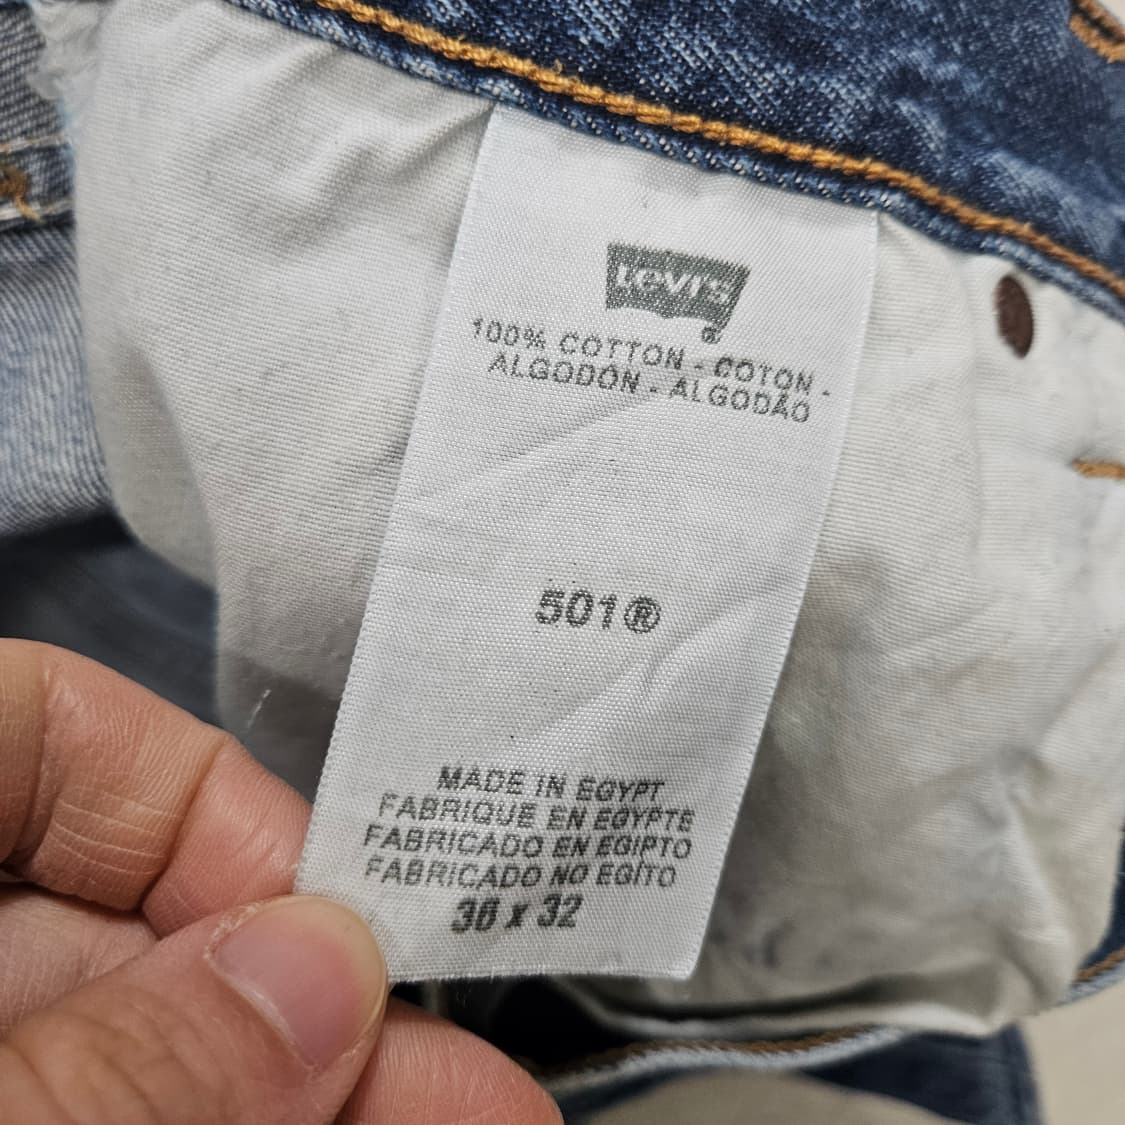 Levi's
100% COTTON - COTON -
ALGODÓN - ALGODÃO
501®
MADE IN EGYPT
FABRIQUE EN EGYPTE
FABRICADO EN EGIPTO
FABRICADO NO EGÍTO
36 x 32